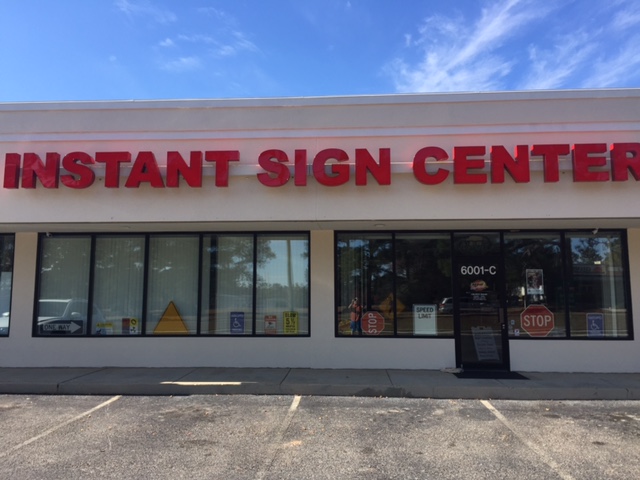 INSTANT SIGN CENTER
6001-C
ONE WAY
STOP
SPEED
LIMIT
STOP